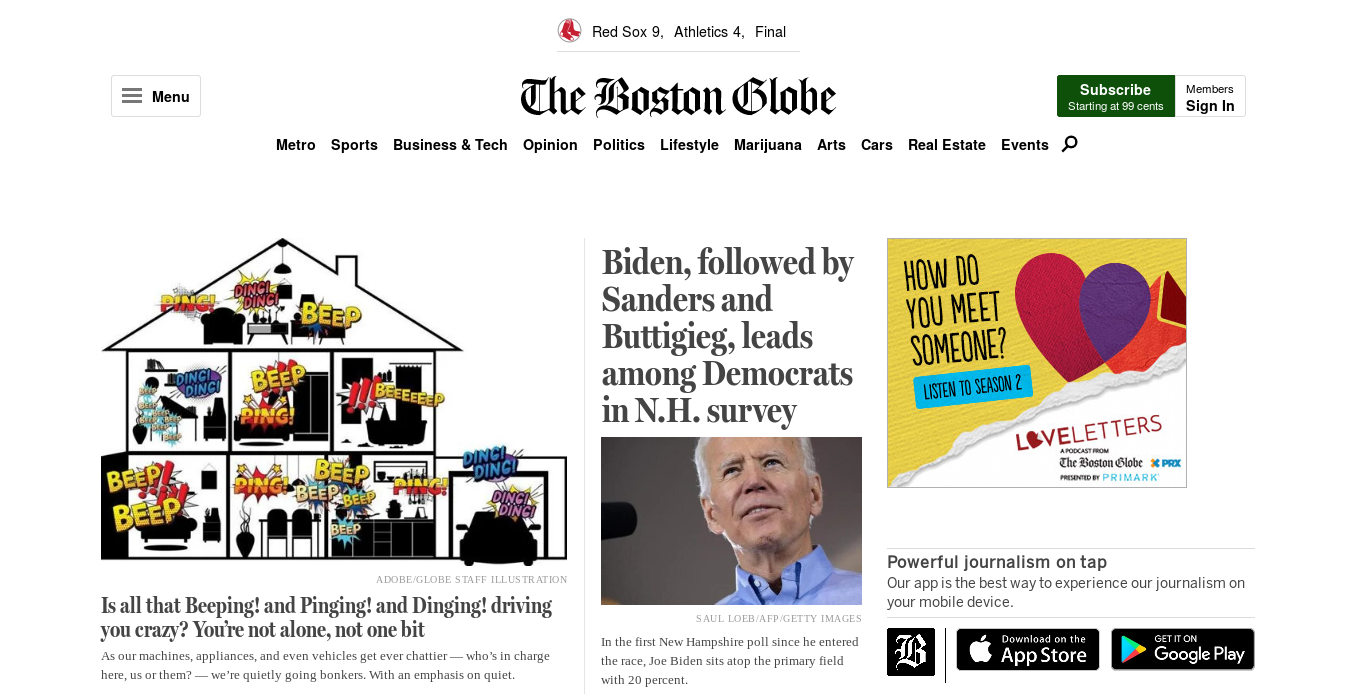 Red Sox 9, Athletics 4, Final
Menu
The Boston Globe
Subscribe
Starting at 99 cents
Members
Sign In
Metro Sports Business & Tech Opinion Politics Lifestyle Marijuana Arts Cars Real Estate Events
PING!
DING!
DING!
BEEP
DING!
DING!
BEEP
PING!
!!!
BEEEEEP
BEEP
BEEP
BEEP
BEEP
BEEP
BEEP!
BEEP!
PING!
BEEP
BEEP
BEEP
BEEP
PING!
DING!
DING!
DING!
DING!
ADOBE/GLOBE STAFF ILLUSTRATION
Is all that Beeping! and Pinging! and Dinging! driving
you crazy? You’re not alone, not one bit
As our machines, appliances, and even vehicles get ever chattier — who’s in charge
here, us or them? — we’re quietly going bonkers. With an emphasis on quiet.
Biden, followed by
Sanders and
Buttigieg, leads
among Democrats
in N.H. survey
SAUL LOEB/AFP/GETTY IMAGES
In the first New Hampshire poll since he entered
the race, Joe Biden sits atop the primary field
with 20 percent.
HOW DO
YOU MEET
SOMEONE?
LISTEN TO SEASON 2
LOVELETTERS
A PODCAST FROM
The Boston Globe PRX
PRESENTED BY PRIMARK
Powerful journalism on tap
Our app is the best way to experience our journalism on
your mobile device.
B
Download on the
App Store
GET IT ON
Google Play